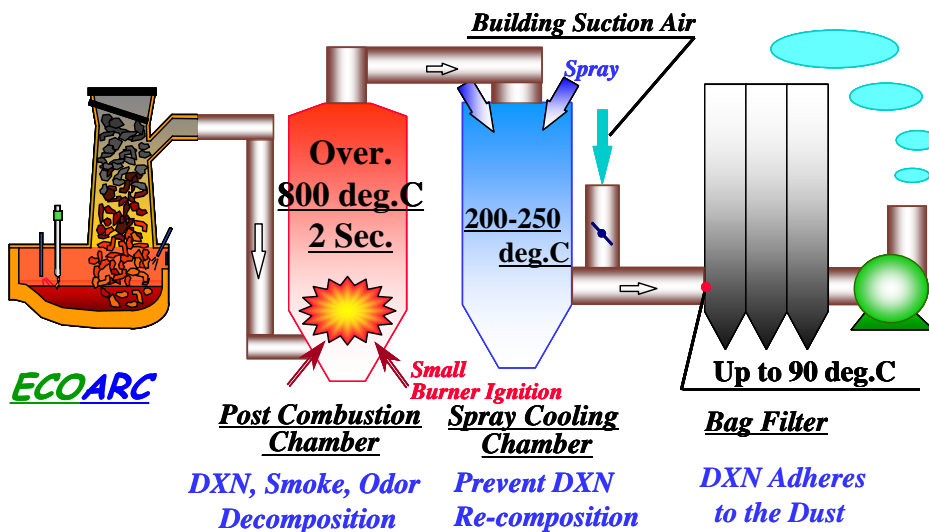 Building Suction Air
Spray
Over.
800 deg.C
2 Sec.
200-250
deg.C
Small
Burner Ignition
Up to 90 deg.C
ECOARC
Post Combustion
Chamber
Spray Cooling
Chamber
Bag Filter
DXN, Smoke, Odor
Decomposition
Prevent DXN
Re-composition
DXN Adheres
to the Dust